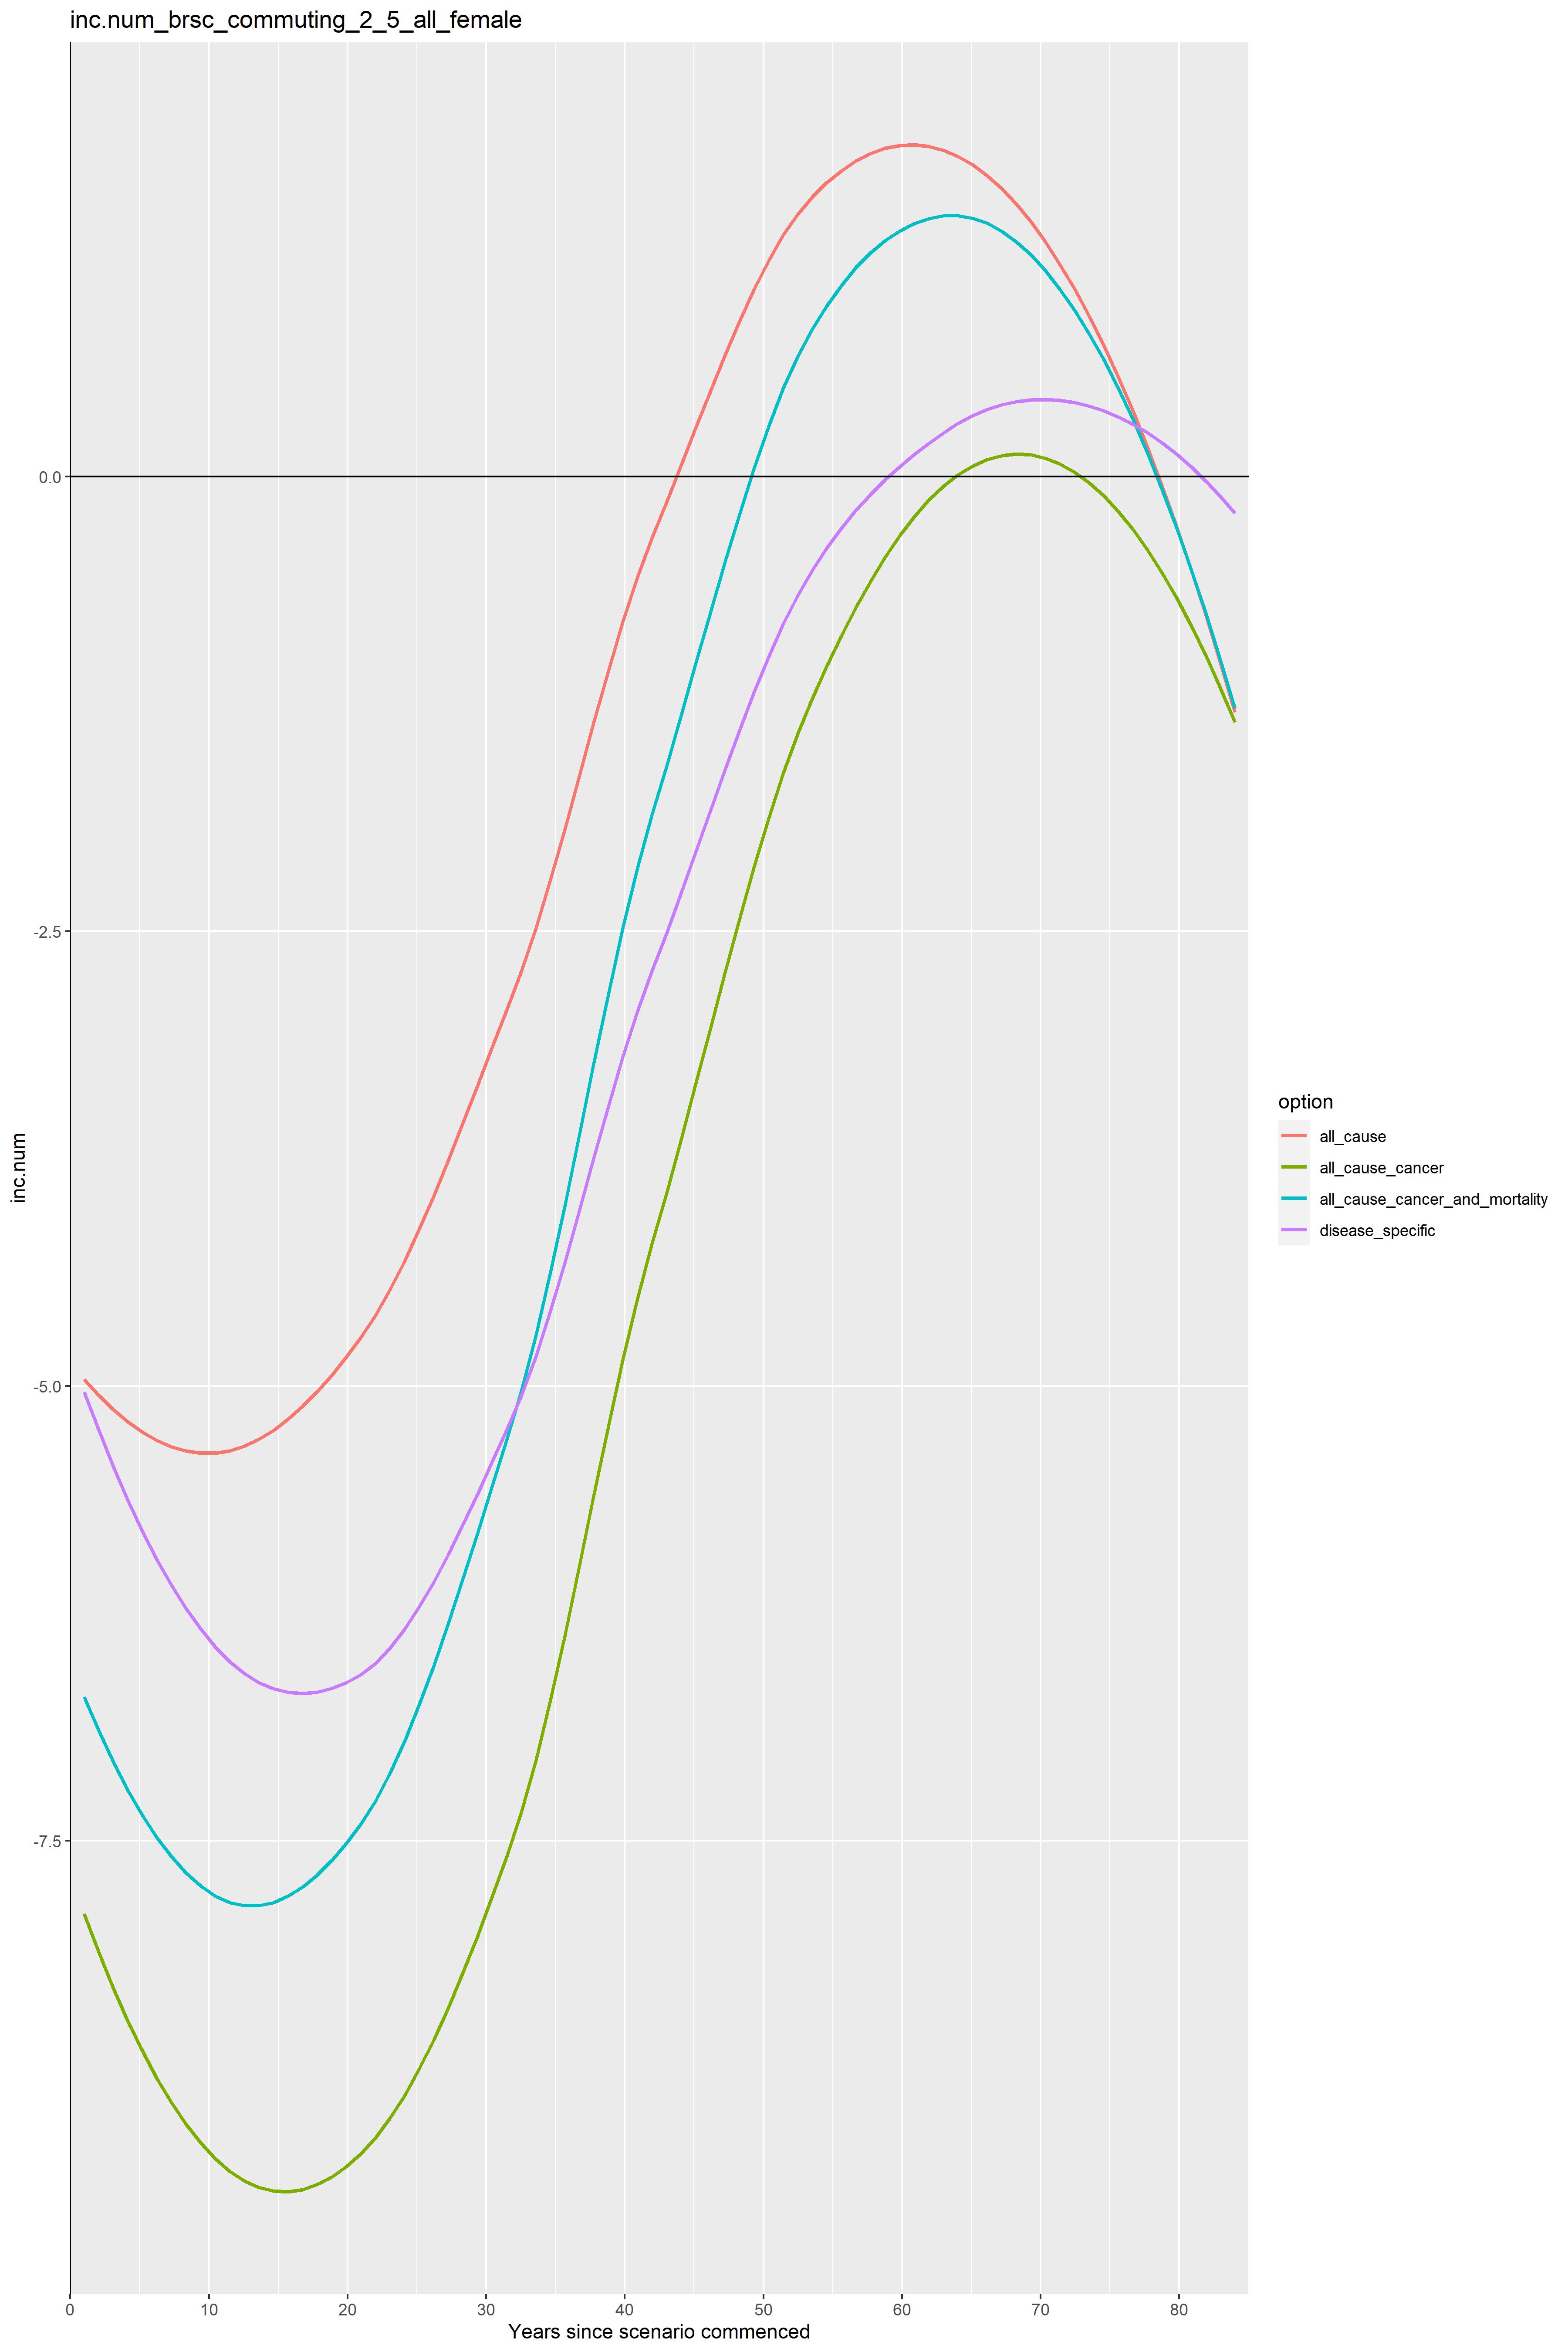 inc.num_brsc_commuting_2_5_all_female
inc.num
0.0
-2.5
-5.0
-7.5
0 10 20 30 40 50 60 70 80
Years since scenario commenced
option
all_cause
all_cause_cancer
all_cause_cancer_and_mortality
disease_specific